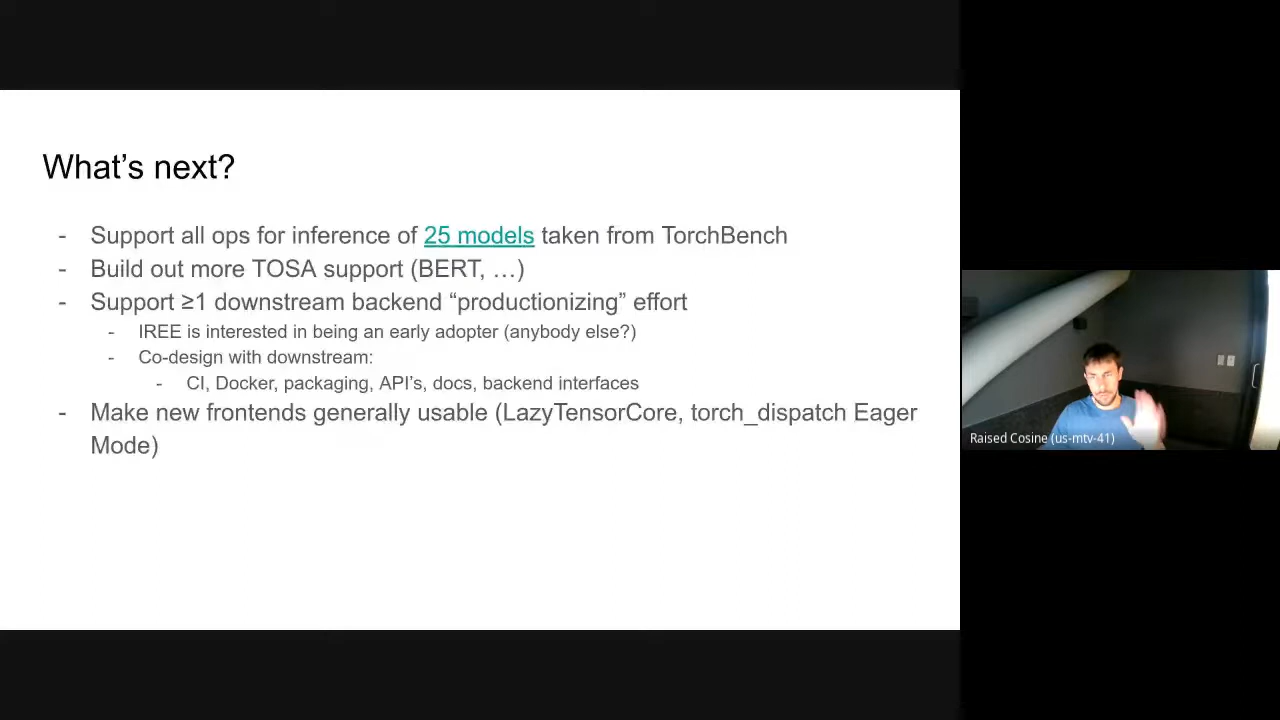 What's next?
- Support all ops for inference of 25 models taken from TorchBench
- Build out more TOSA support (BERT, …)
- Support ≥1 downstream backend “productionizing” effort
- IREE is interested in being an early adopter (anybody else?)
- Co-design with downstream:
- CI, Docker, packaging, API’s, docs, backend interfaces
- Make new frontends generally usable (LazyTensorCore, torch_dispatch Eager
Mode)
Raised Cosine (us-mtv-41)